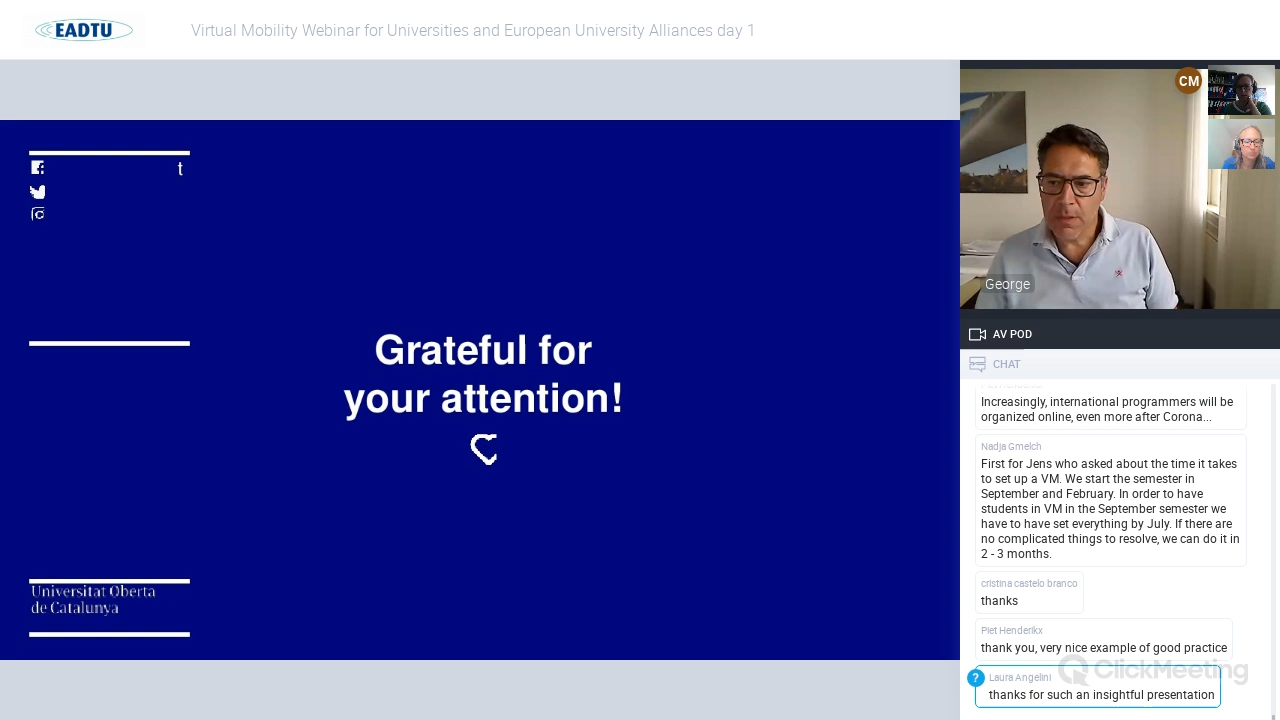 EADTU
Virtual Mobility Webinar for Universities and European University Alliances day 1
t
Grateful for
your attention!
Universitat Oberta
de Catalunya
CM
George
AV POD
CHAT
Increasingly, international programmers will be
organized online, even more after Corona...
Nadja Gmelch
First for Jens who asked about the time it takes
to set up a VM. We start the semester in
September and February. In order to have
students in VM in the September semester we
have to have set everything by July. If there are
no complicated things to resolve, we can do it in
2 - 3 months.
cristina castelo branco
thanks
Piet Henderikx
thank you, very nice example of good practice
ClickMeeting
?
Laura Angelini
thanks for such an insightful presentation